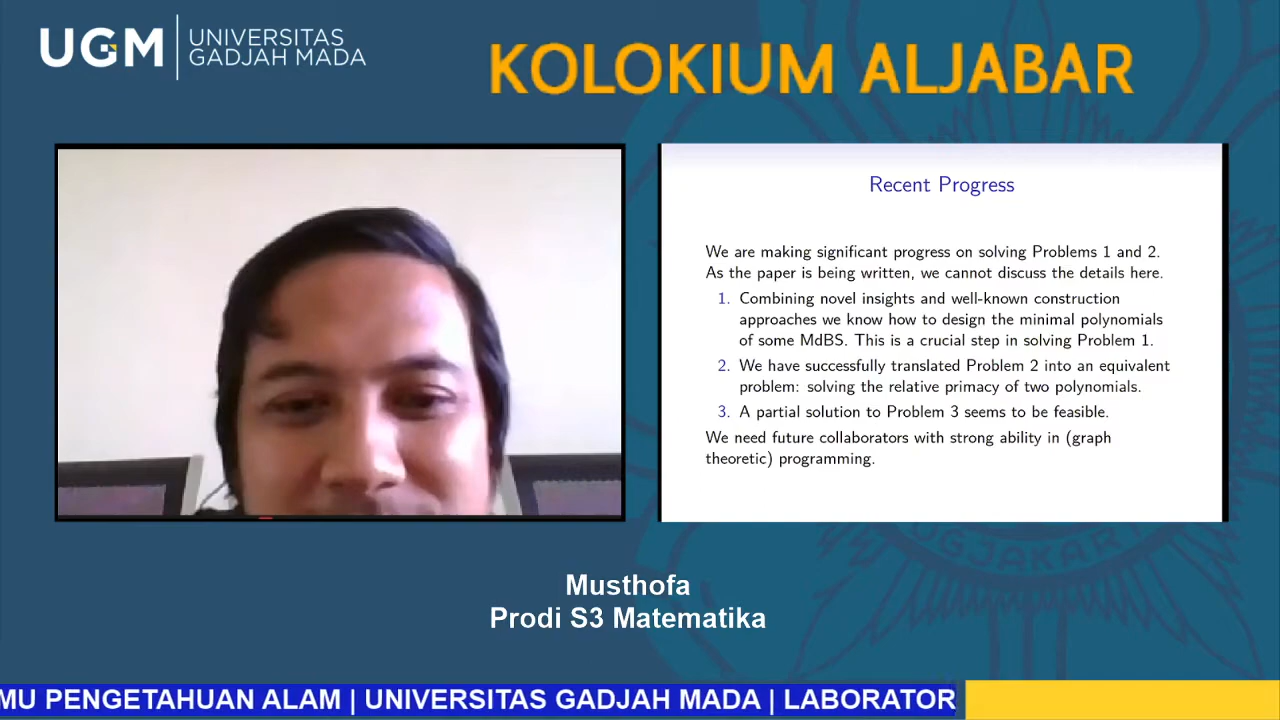 UGM
UNIVERSITAS
GADJAH MADA
KOLOKIUM ALJABAR
Recent Progress
We are making significant progress on solving Problems 1 and 2.
As the paper is being written, we cannot discuss the details here.
1. Combining novel insights and well-known construction
approaches we know how to design the minimal polynomials
of some MdBS. This is a crucial step in solving Problem 1.
2. We have successfully translated Problem 2 into an equivalent
problem: solving the relative primacy of two polynomials.
3. A partial solution to Problem 3 seems to be feasible.
We need future collaborators with strong ability in (graph
theoretic) programming.
GJAKAR
Musthofa
Prodi S3 Matematika
MU PENGETAHUAN ALAM | UNIVERSITAS GADJAH MADA | LABORATOR